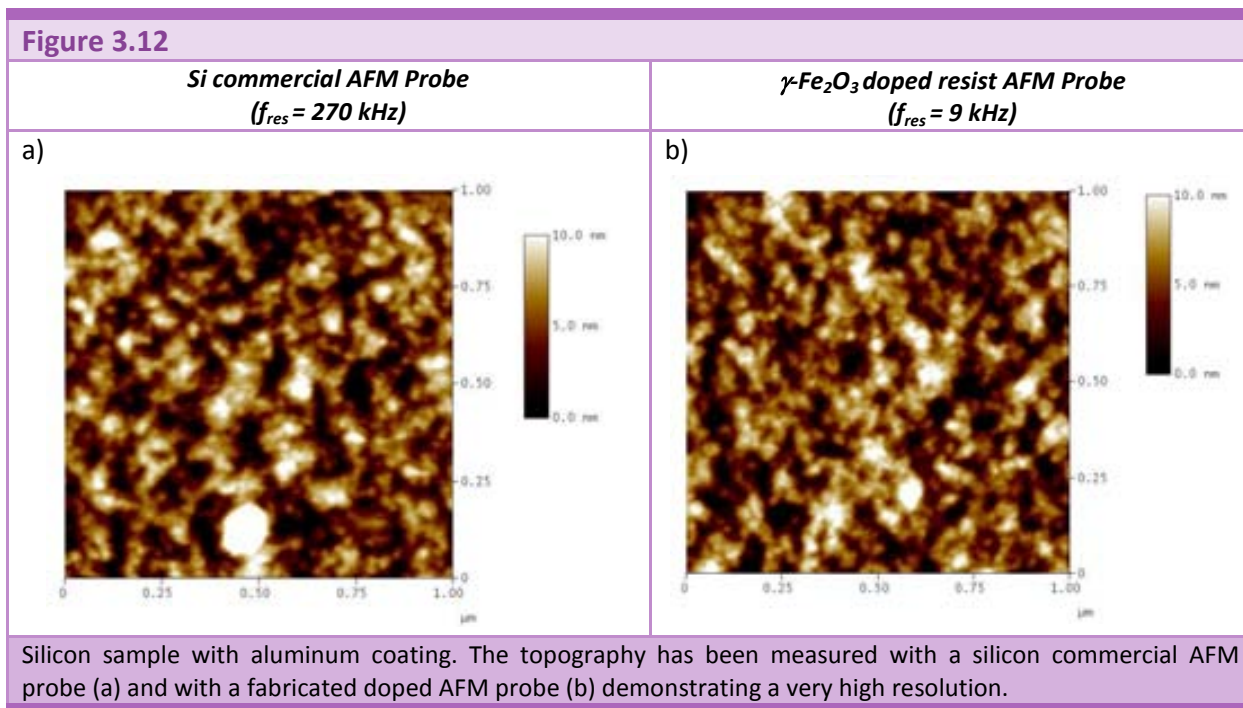 Figure 3.12
Si commercial AFM Probe
(f_res = 270 kHz)
γ-Fe₂O₃ doped resist AFM Probe
(f_res = 9 kHz)
a)
1.00
0.75
0.50
0.25
0
0 0.25 0.50 0.75 1.00
μm
10.0 nm
5.0 nm
0.0 nm
b)
1.00
0.75
0.50
0.25
0
0 0.25 0.50 0.75 1.00
μm
10.0 nm
5.0 nm
0.0 nm
Silicon sample with aluminum coating. The topography has been measured with a silicon commercial AFM
probe (a) and with a fabricated doped AFM probe (b) demonstrating a very high resolution.